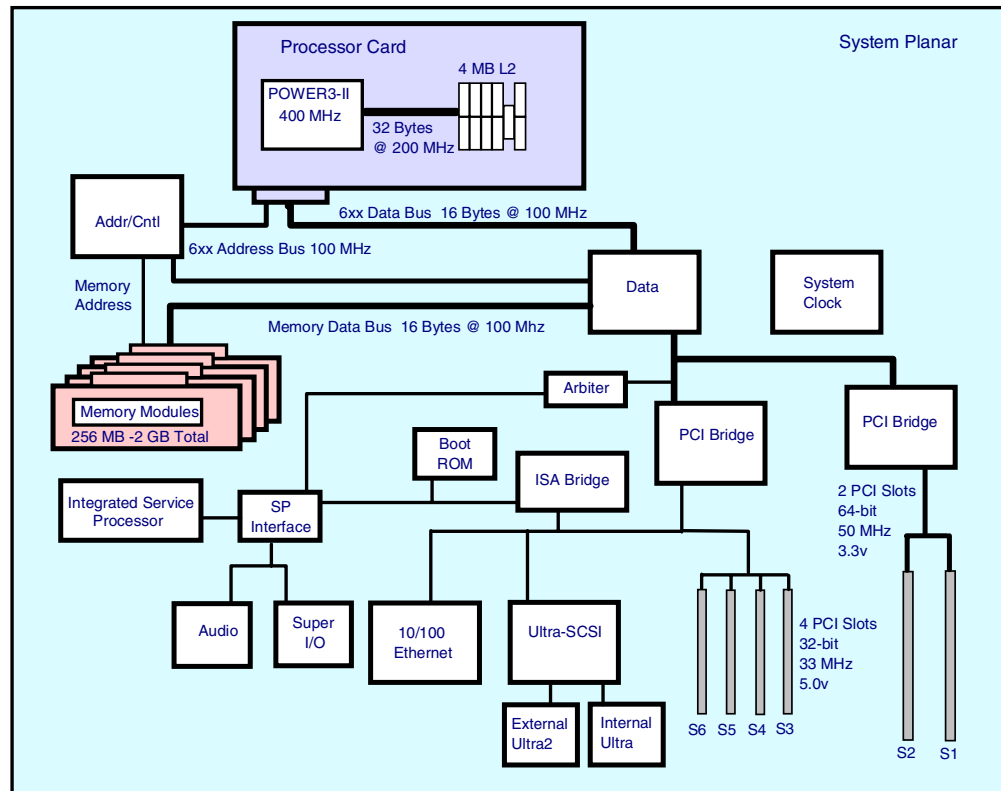 Processor Card
System Planar
4 MB L2
POWER3-II
400 MHz
32 Bytes
@ 200 MHz
6xx Data Bus 16 Bytes @ 100 MHz
Addr/Cntl
6xx Address Bus 100 MHz
Memory
Address
Data
System
Clock
Memory Data Bus 16 Bytes @ 100 Mhz
Memory Modules
256 MB -2 GB Total
Arbiter
PCI Bridge
PCI Bridge
Boot
ROM
ISA Bridge
Integrated Service
Processor
SP
Interface
2 PCI Slots
64-bit
50 MHz
3.3v
Audio
Super
I/O
10/100
Ethernet
Ultra-SCSI
4 PCI Slots
32-bit
33 MHz
5.0v
External
Ultra2
Internal
Ultra
S6
S5
S4
S3
S2
S1